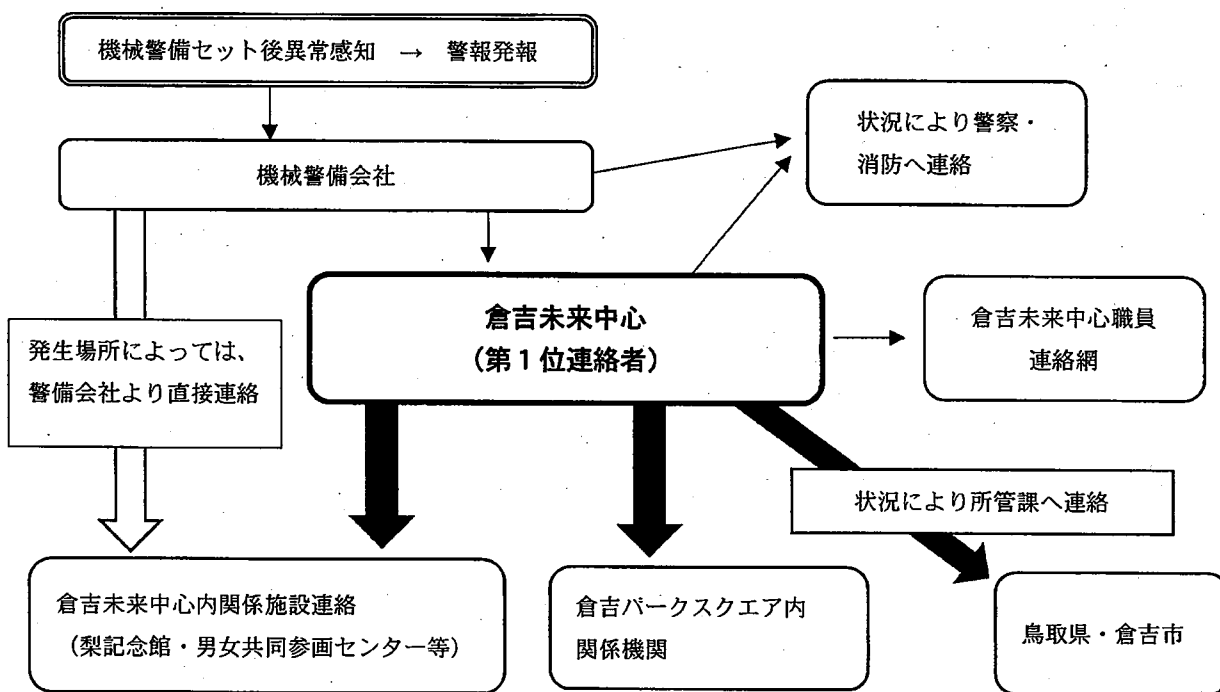 機械警備セット後異常感知 → 警報発報
機械警備会社
状況により警察・
消防へ連絡
倉吉未来中心
(第1位連絡者)
倉吉未来中心職員
連絡網
発生場所によっては、
警備会社より直接連絡
状況により所管課へ連絡
倉吉未来中心内関係施設連絡
(梨記念館・男女共同参画センター等)
倉吉パークスクエア内
関係機関
鳥取県・倉吉市